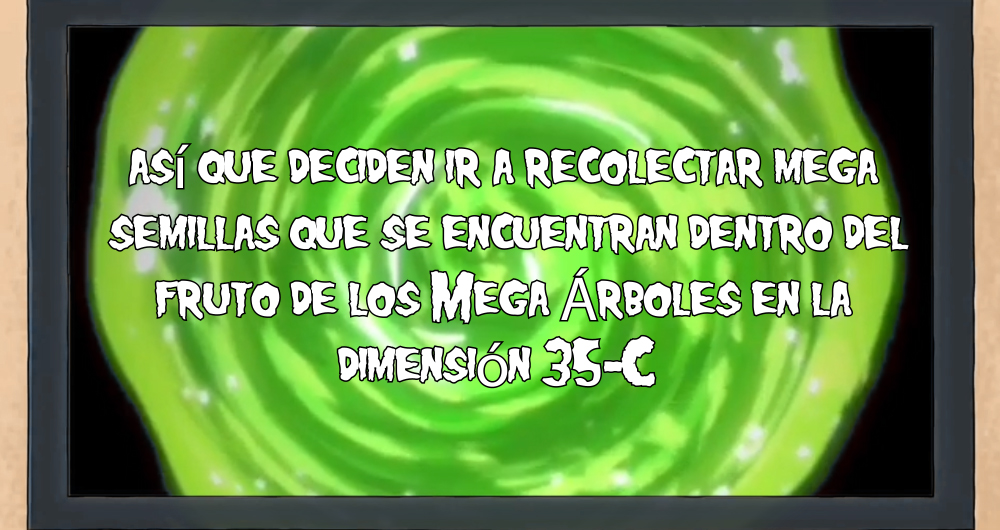 así que deciden ir a recolectar mega
semillas que se encuentran dentro del
fruto de los Mega Árboles en la
dimensión 35-C